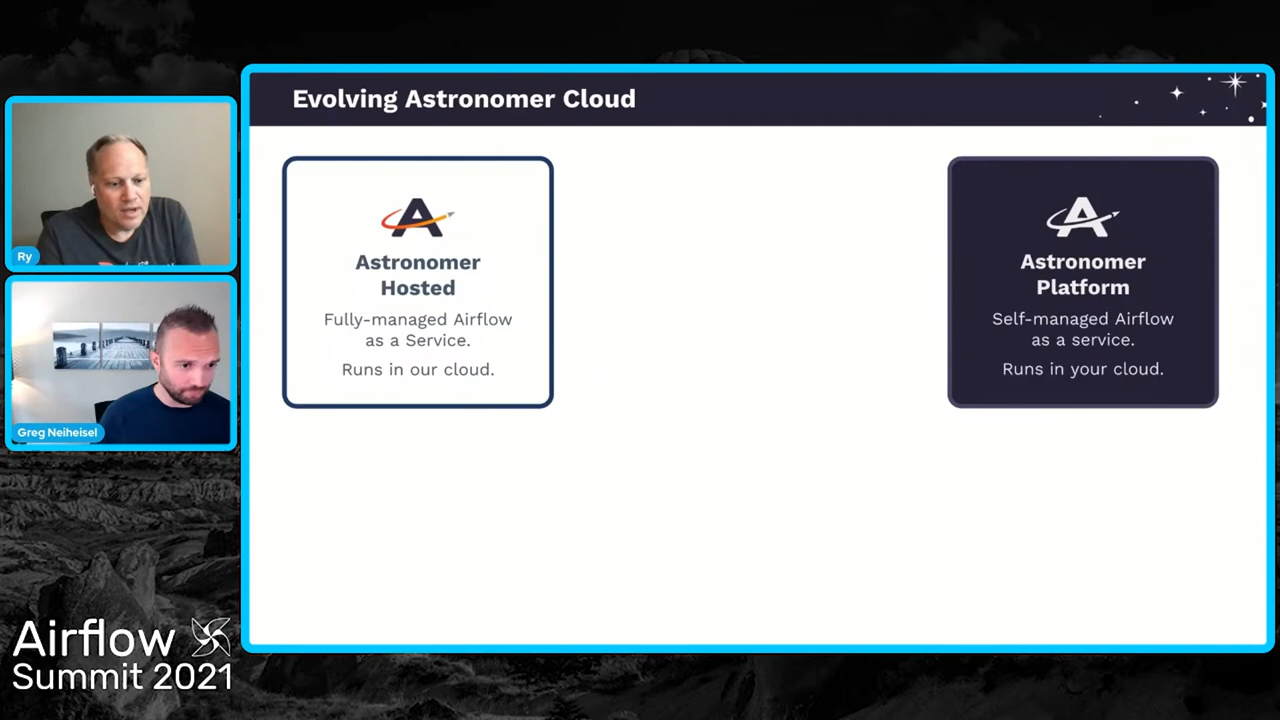 Evolving Astronomer Cloud
Ry
Greg Neiheisel
Astronomer
Hosted
Fully-managed Airflow
as a Service.
Runs in our cloud.
Astronomer
Platform
Self-managed Airflow
as a service.
Runs in your cloud.
Airflow
Summit 2021